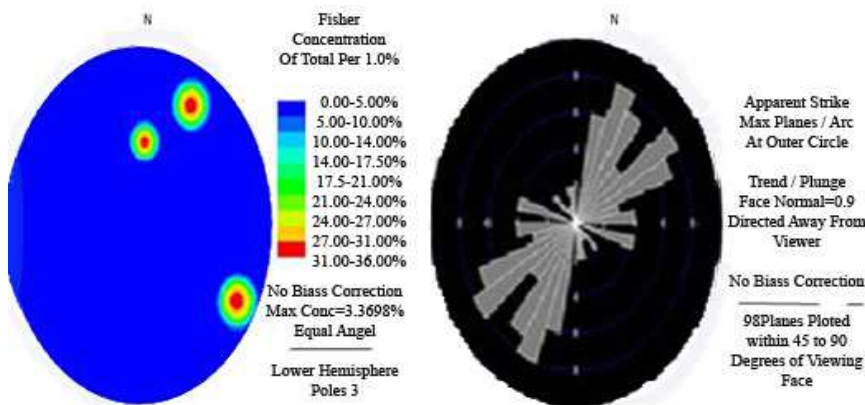 N
Fisher
Concentration
Of Total Per 1.0%
0.00-5.00%
5.00-10.00%
10.00-14.00%
14.00-17.50%
17.5-21.00%
21.00-24.00%
24.00-27.00%
27.00-31.00%
31.00-36.00%
No Biass Correction
Max Conc=3.3698%
Equal Angel
Lower Hemisphere
Poles 3
N
Apparent Strike
Max Planes / Arc
At Outer Circle
Trend / Plunge
Face Normal=0.9
Directed Away From
Viewer
No Biass Correction
98Planes Ploted
within 45 to 90
Degrees of Viewing
Face